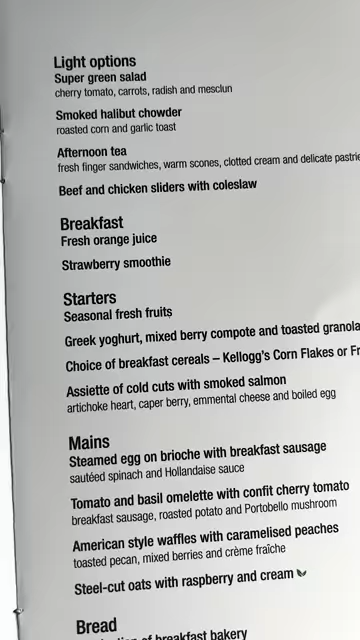 Light options
Super green salad
cherry tomato, carrots, radish and mesclun
Smoked halibut chowder
roasted corn and garlic toast
Afternoon tea
fresh finger sandwiches, warm scones, clotted cream and delicate pastrie
Beef and chicken sliders with coleslaw
Breakfast
Fresh orange juice
Strawberry smoothie
Starters
Seasonal fresh fruits
Greek yoghurt, mixed berry compote and toasted granola
Choice of breakfast cereals – Kellogg's Corn Flakes or Fr
Assiette of cold cuts with smoked salmon
artichoke heart, caper berry, emmental cheese and boiled egg
Mains
Steamed egg on brioche with breakfast sausage
sautéed spinach and Hollandaise sauce
Tomato and basil omelette with confit cherry tomato
breakfast sausage, roasted potato and Portobello mushroom
American style waffles with caramelised peaches
toasted pecan, mixed berries and crème fraîche
Steel-cut oats with raspberry and cream
Bread
of breakfast bakery